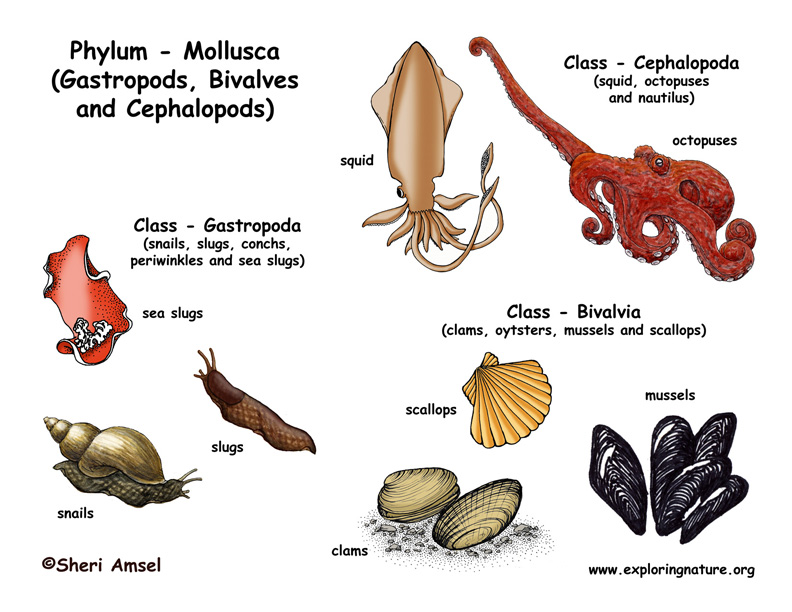 Phylum - Mollusca
(Gastropods, Bivalves
and Cephalopods)
Class - Cephalopoda
(squid, octopuses
and nautilus)
octopuses
squid
Class - Gastropoda
(snails, slugs, conchs,
periwinkles and sea slugs)
sea slugs
slugs
snails
Class - Bivalvia
(clams, oytsters, mussels and scallops)
scallops
mussels
clams
©Sheri Amsel
www.exploringnature.org